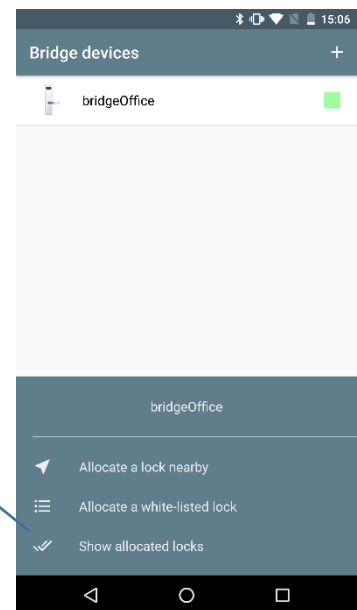 15:06
Bridge devices +
bridgeOffice
bridgeOffice
Allocate a lock nearby
Allocate a white-listed lock
Show allocated locks